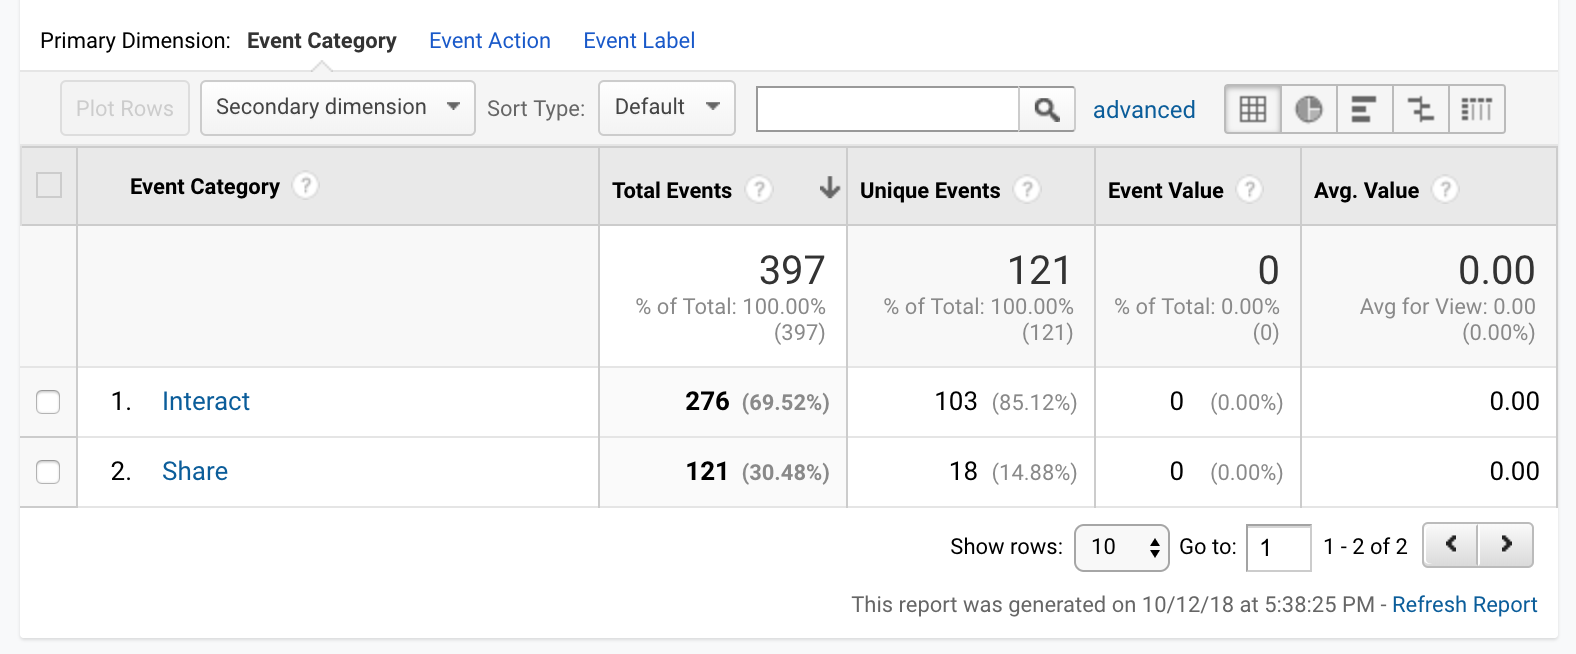 Primary Dimension: Event Category Event Action Event Label
Plot Rows Secondary dimension Sort Type: Default advanced
Event Category ? Total Events ? Unique Events ? Event Value ? Avg. Value ?
397 121 0 0.00
% of Total: 100.00% % of Total: 100.00% % of Total: 0.00% Avg for View: 0.00
(397) (121) (0) (0.00%)
1. Interact 276 (69.52%) 103 (85.12%) 0 (0.00%) 0.00
2. Share 121 (30.48%) 18 (14.88%) 0 (0.00%) 0.00
Show rows: 10 Go to: 1 1 - 2 of 2
This report was generated on 10/12/18 at 5:38:25 PM - Refresh Report